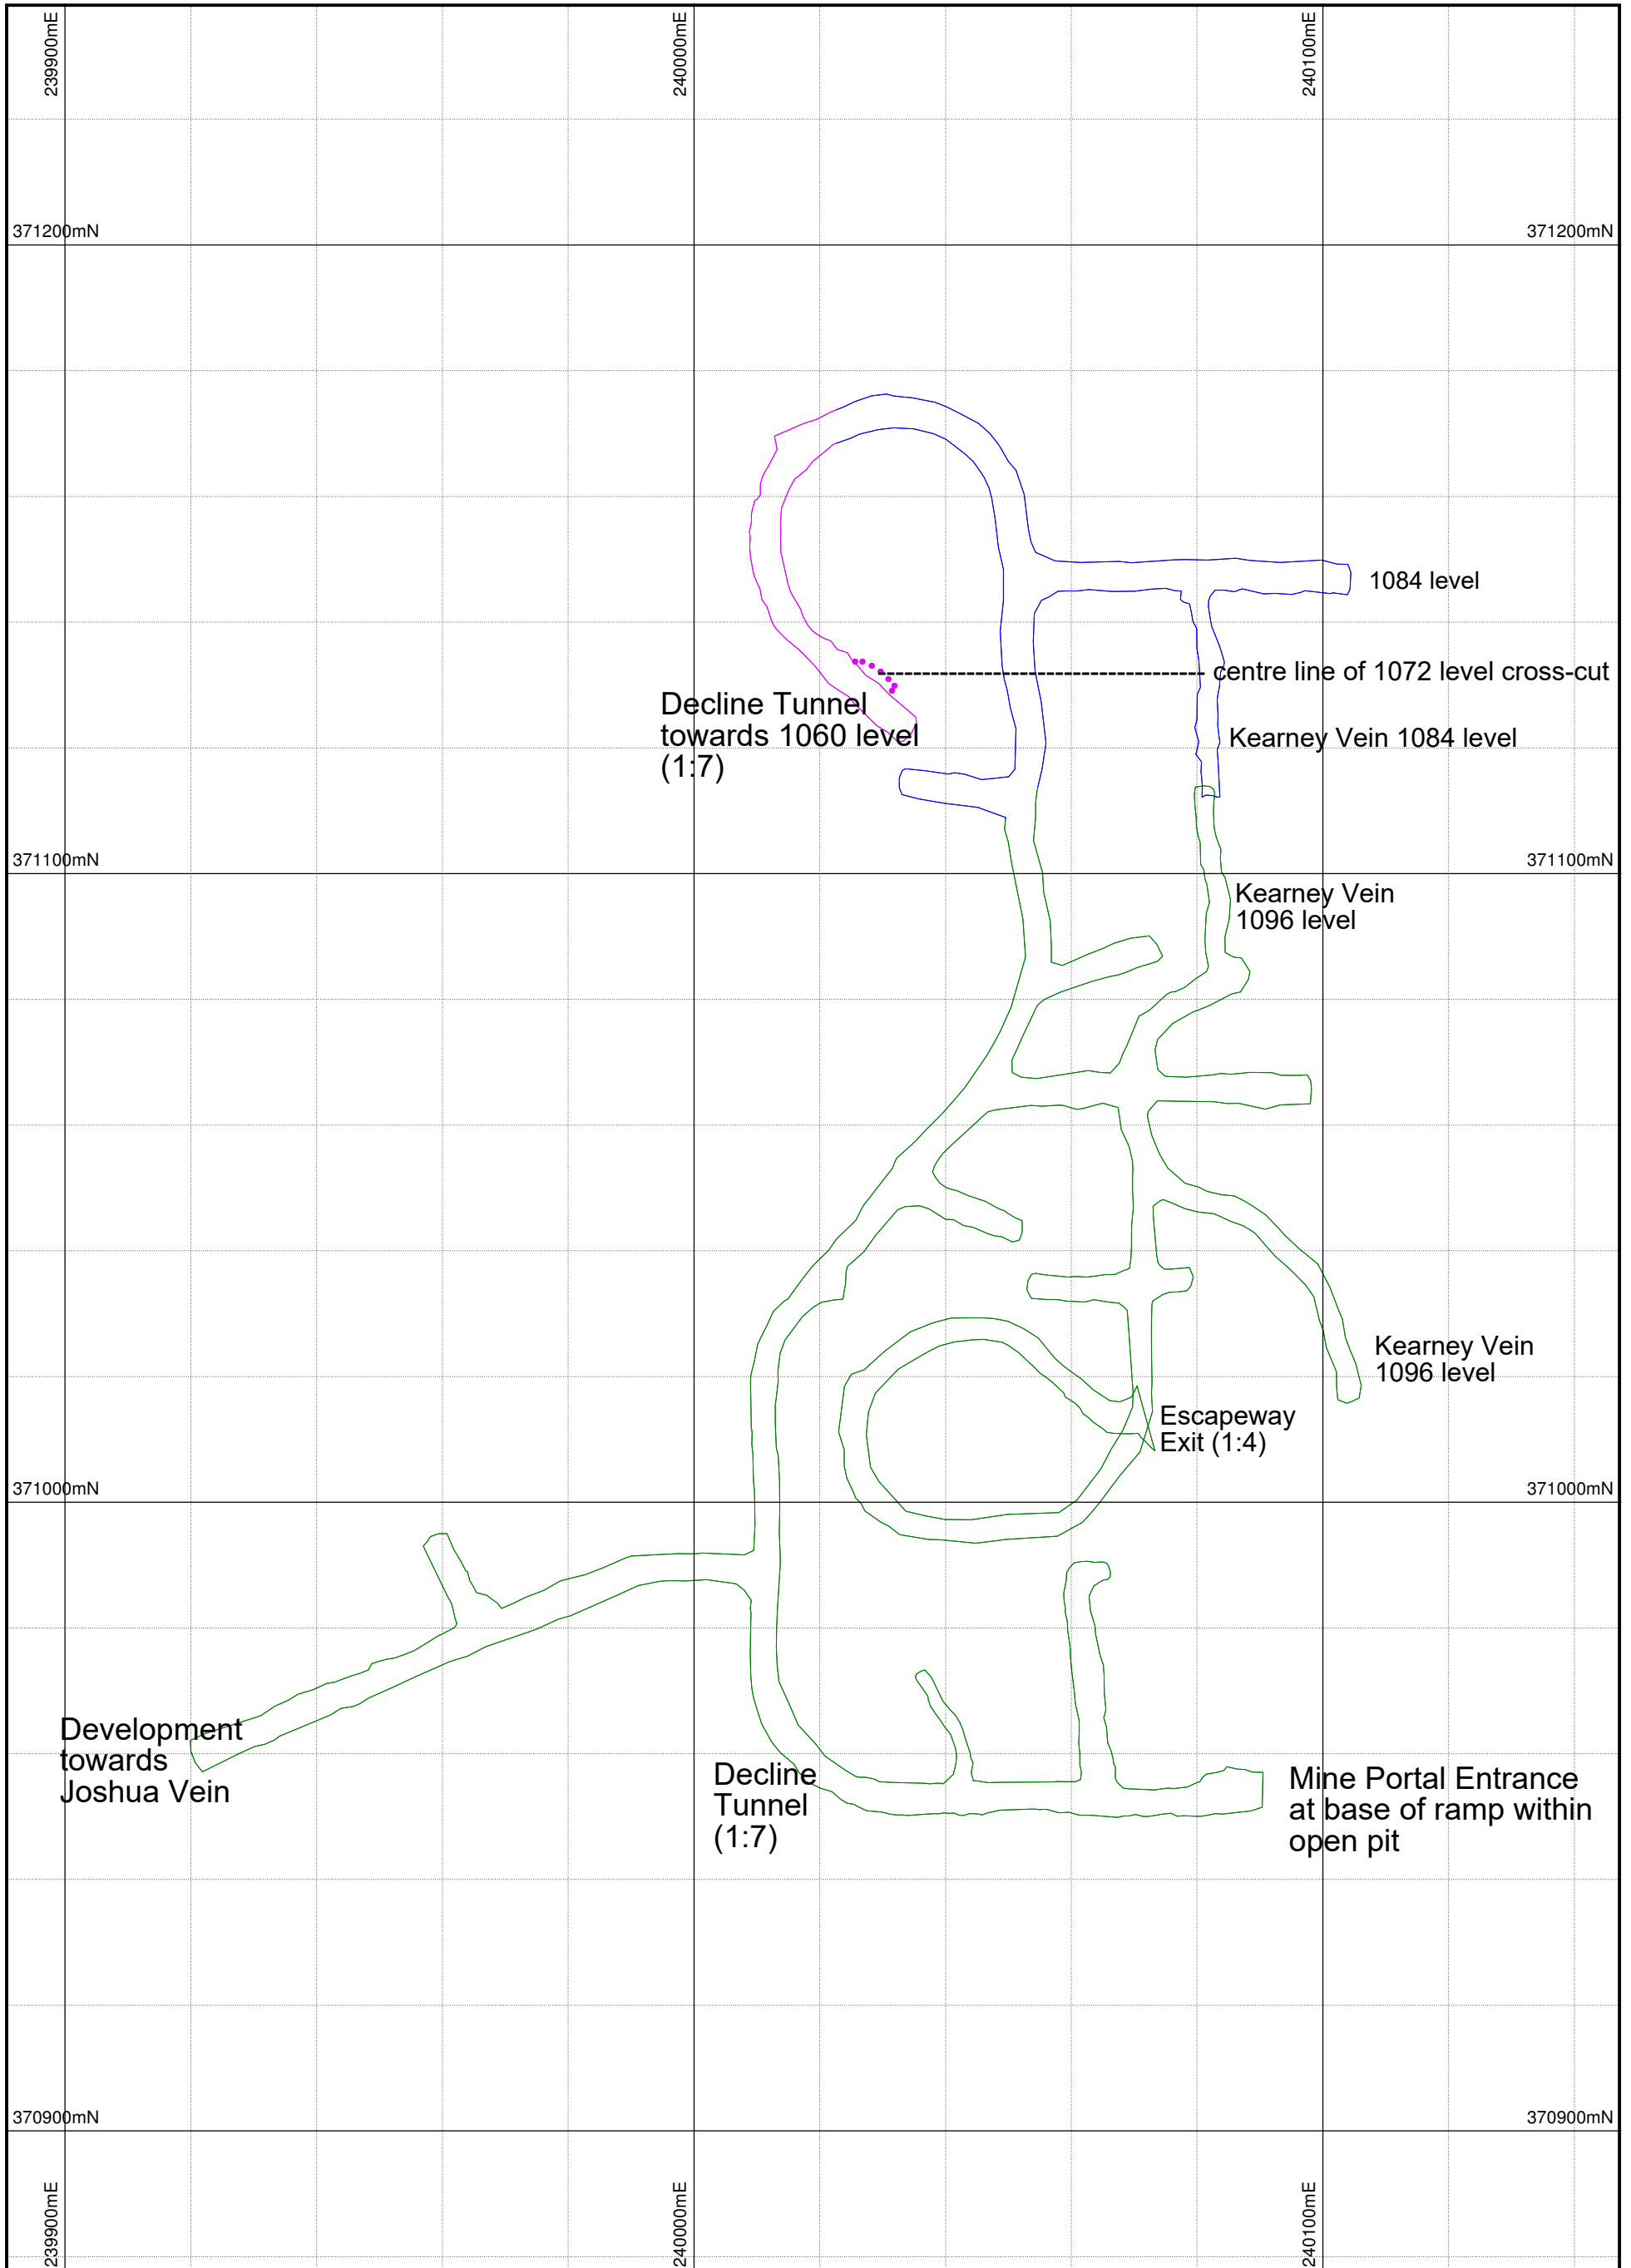 239900mE
240000mE
240100mE
371200mN
371200mN
1084 level
centre line of 1072 level cross-cut
Decline Tunnel
towards 1060 level
(1:7)
Kearney Vein 1084 level
371100mN
371100mN
Kearney Vein
1096 level
Kearney Vein
1096 level
Escapeway
Exit (1:4)
371000mN
371000mN
Development
towards
Joshua Vein
Decline
Tunnel
(1:7)
Mine Portal Entrance
at base of ramp within
open pit
370900mN
370900mN
239900mE
240000mE
240100mE